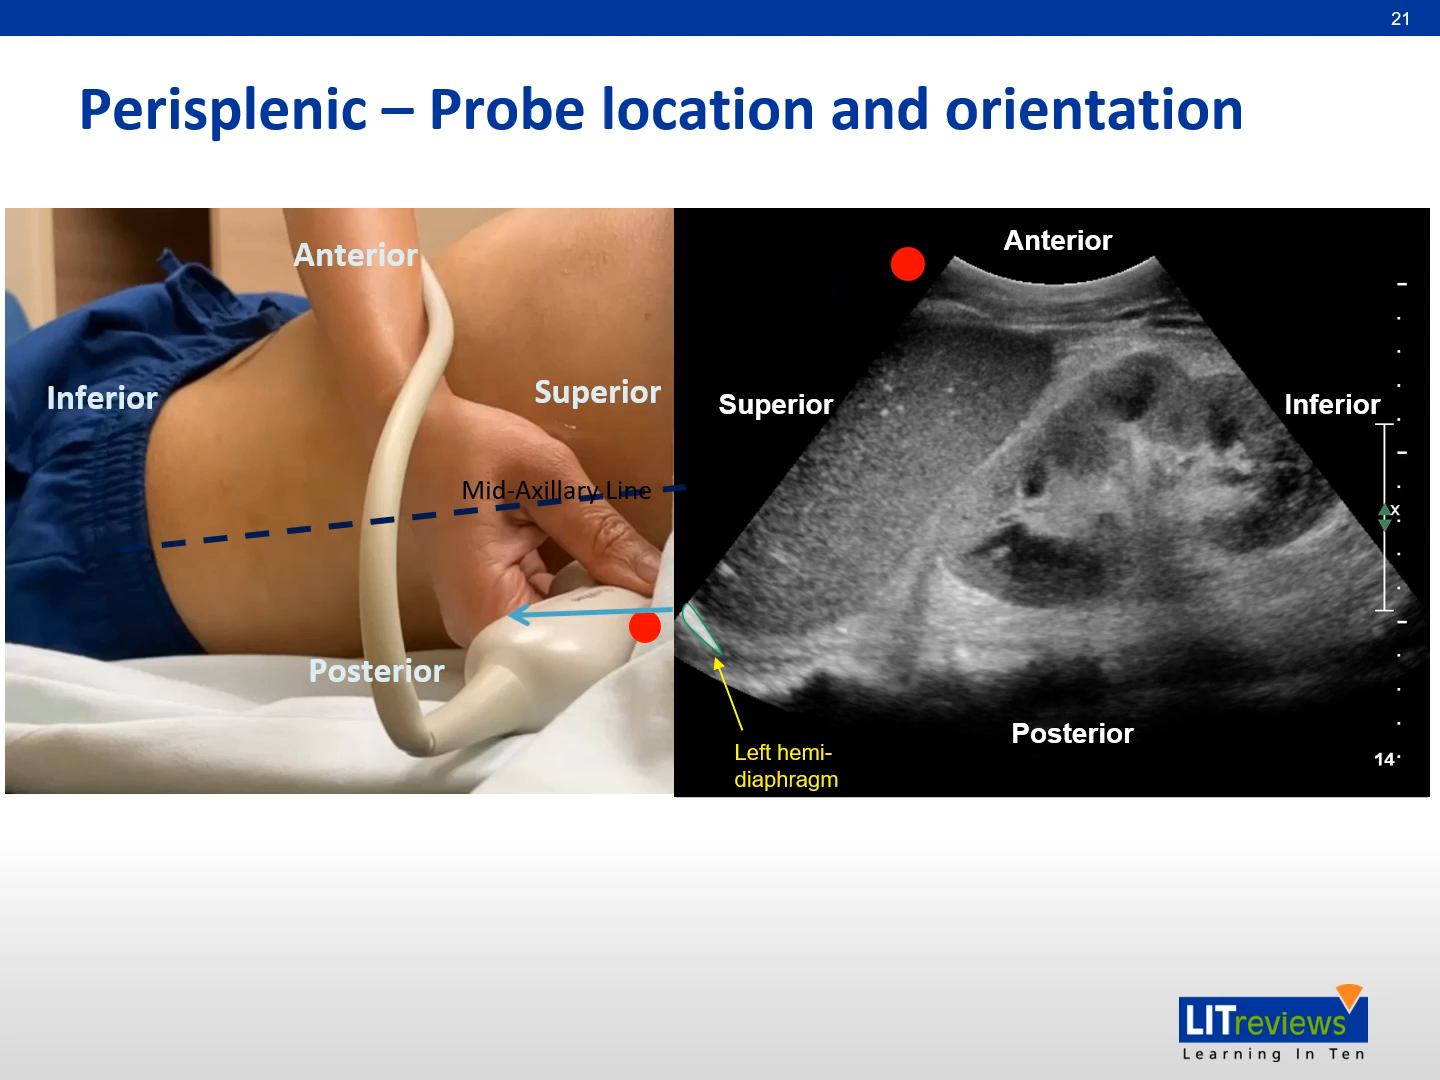 21
Perisplenic – Probe location and orientation
Anterior
Inferior
Superior
Mid-Axillary Line
Posterior
Anterior
Superior
Inferior
x
Posterior
Left hemi-
diaphragm
14
LITreviews
Learning In Ten